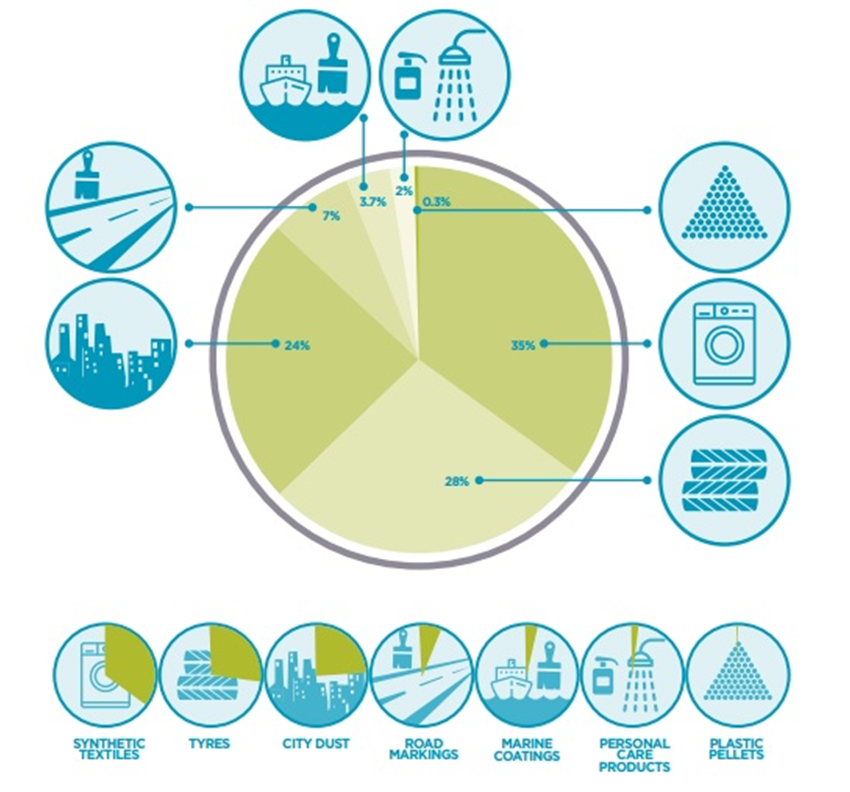 2%
3.7%
0.3%
7%
24%
35%
28%
SYNTHETIC
TEXTILES
TYRES
CITY DUST
ROAD
MARKINGS
MARINE
COATINGS
PERSONAL
CARE
PRODUCTS
PLASTIC
PELLETS